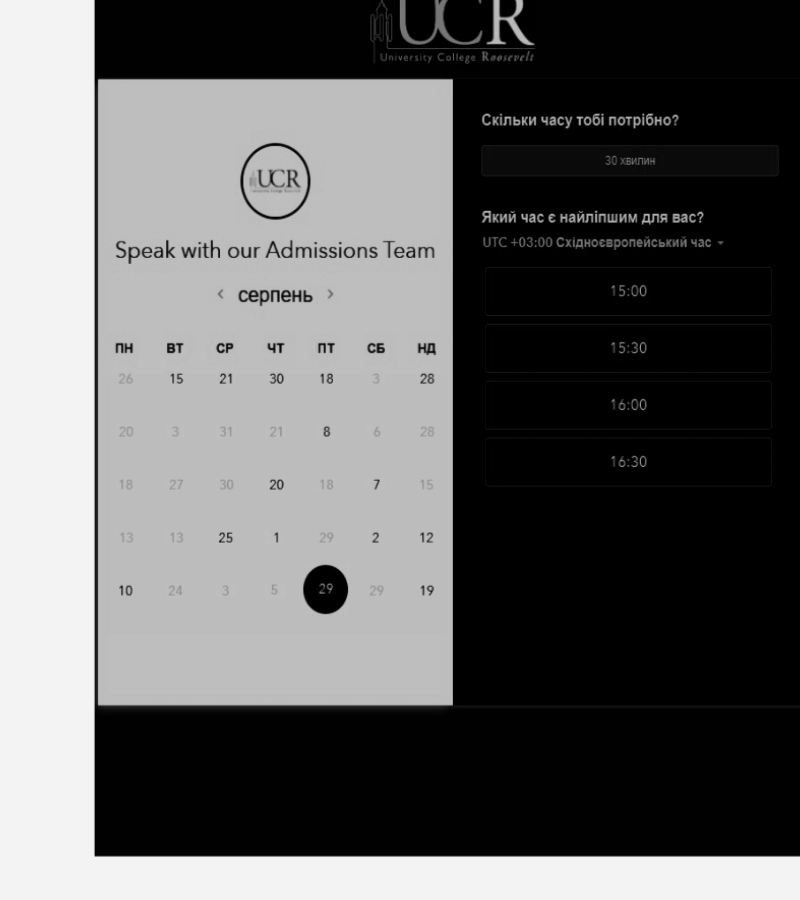 UCR
University College Roosevelt
UCR
Speak with our Admissions Team
‹ серпень ›
ПН ВТ СР ЧТ ПТ СБ НД
26 15 21 30 18 3 28
20 3 31 21 8 6 28
18 27 30 20 18 7 15
13 13 25 1 29 2 12
10 24 3 5 29 29 19
Скільки часу тобі потрібно?
30 хвилин
Який час є найліпшим для вас?
UTC +03:00 Східноєвропейський час
15:00
15:30
16:00
16:30